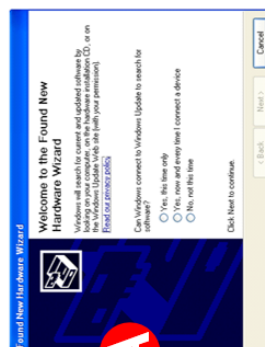 Found New Hardware Wizard
Welcome to the Found New
Hardware Wizard
Windows will search for current and updated software by
looking on your computer, on the hardware installation CD, or on
the Windows Update Web site (with your permission).
Read our privacy policy
Can Windows connect to Windows Update to search for
software?
Yes, this time only
Yes, now and every time I connect a device
No, not this time
Click Next to continue.
< Back
Next >
Cancel